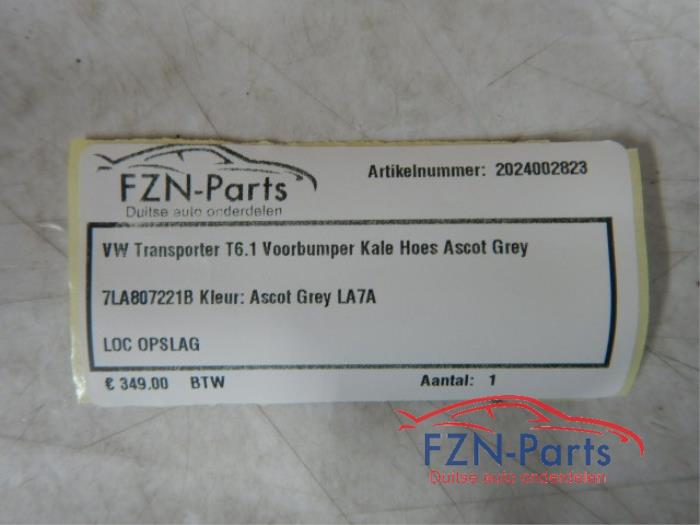 FZN-Parts
Duitse auto onderdelen
Artikelnummer: 2024002823
VW Transporter T6.1 Voorbumper Kale Hoes Ascot Grey
7LA807221B Kleur: Ascot Grey LA7A
LOC OPSLAG
€ 349.00 BTW
Aantal: 1
FZN-Parts
Duitse auto onderdelen